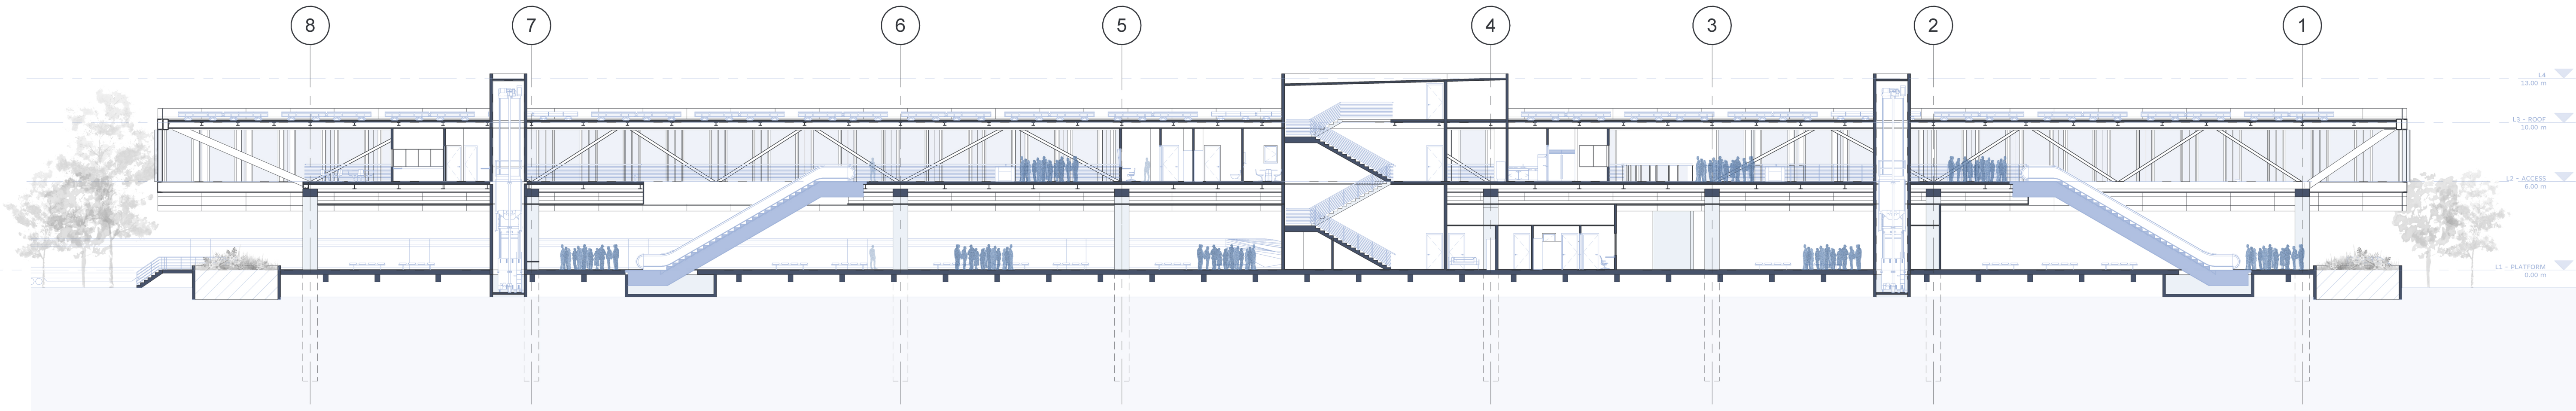 8 7 6 5 4 3 2 1
L4
13.00 m
L3 - ROOF
10.00 m
L2 - ACCESS
6.00 m
L1 - PLATFORM
0.00 m